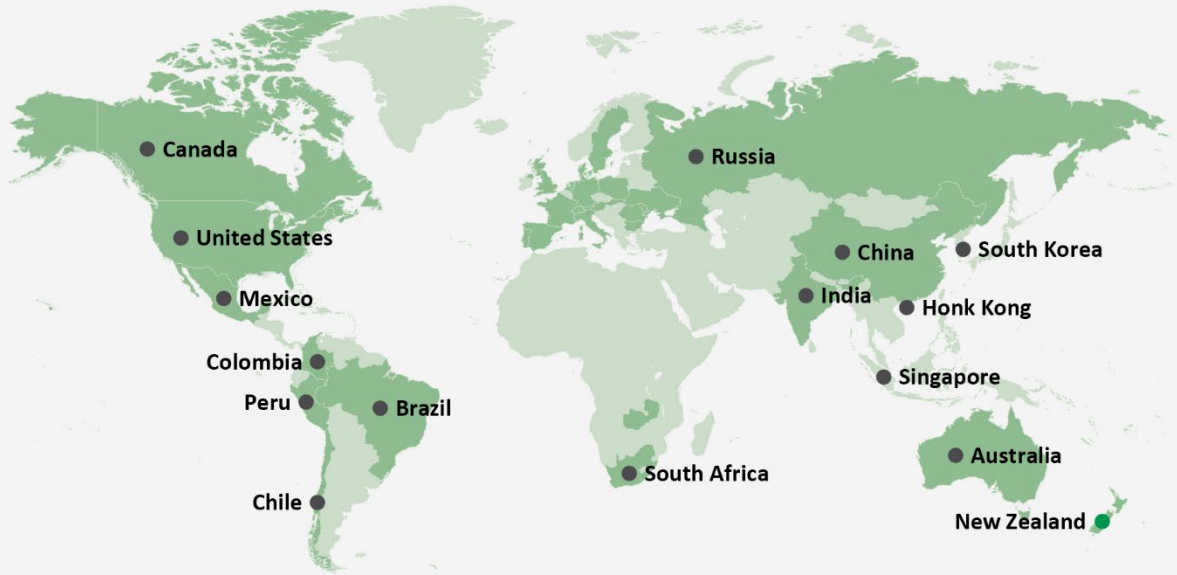 Canada
Russia
United States
South Korea
China
India
Mexico
Honk Kong
Colombia
Singapore
Peru
Brazil
Australia
South Africa
Chile
New Zealand